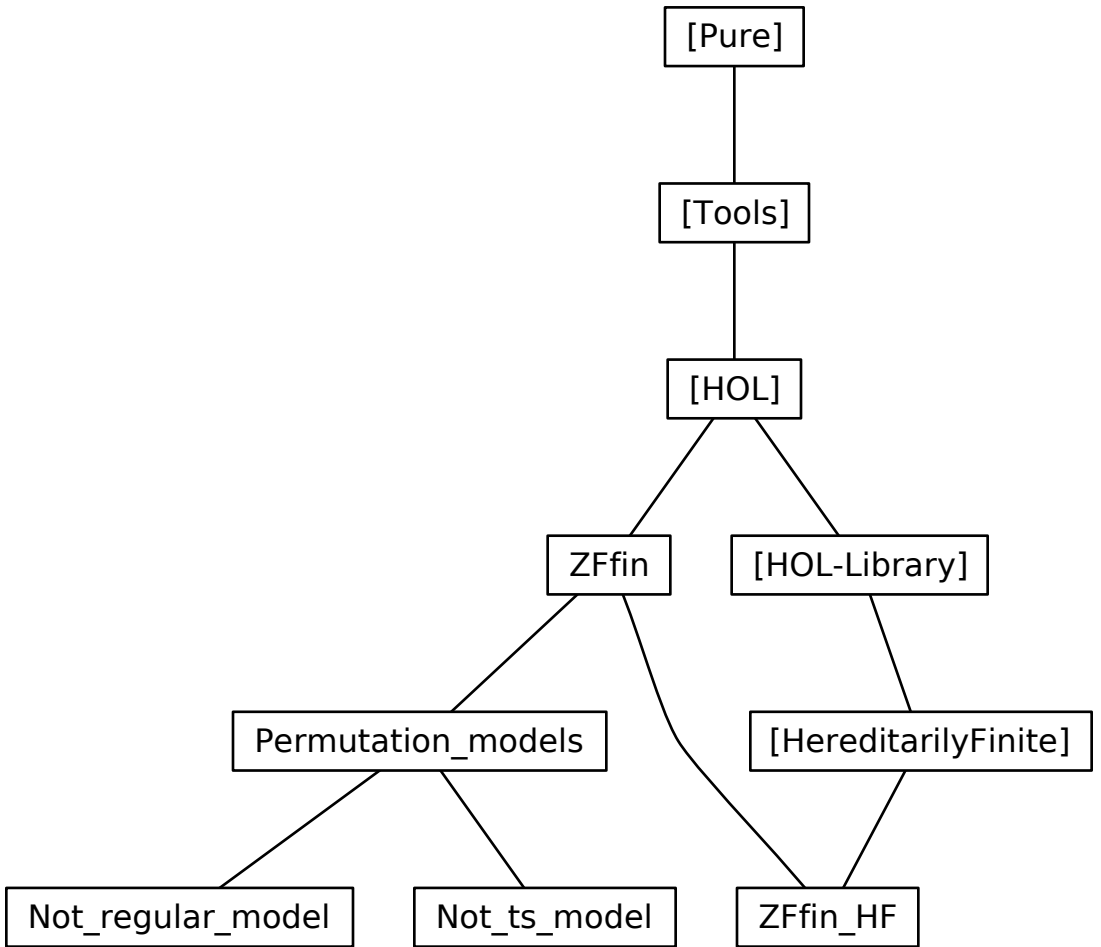 [Pure]
[Tools]
[HOL]
ZFfin
[HOL-Library]
Permutation_models
[HereditarilyFinite]
Not_regular_model
Not_ts_model
ZFfin_HF